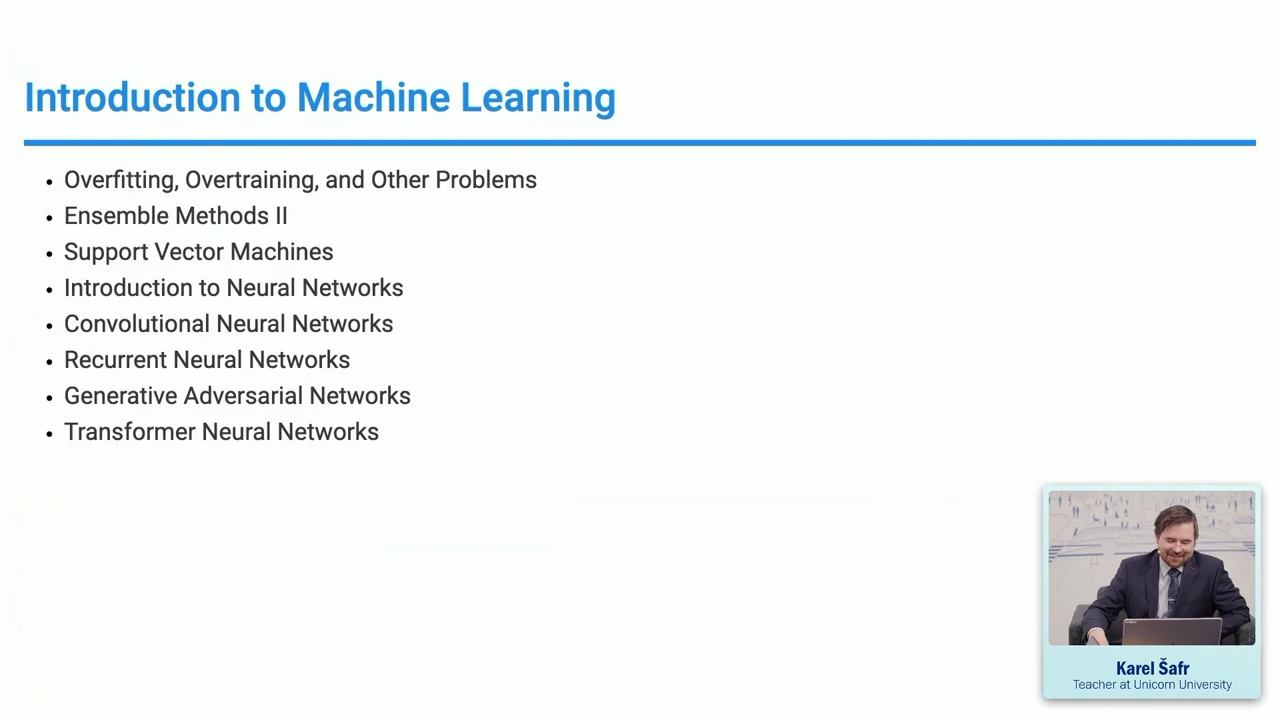 Introduction to Machine Learning
• Overfitting, Overtraining, and Other Problems
• Ensemble Methods II
• Support Vector Machines
• Introduction to Neural Networks
• Convolutional Neural Networks
• Recurrent Neural Networks
• Generative Adversarial Networks
• Transformer Neural Networks
Karel Šafr
Teacher at Unicorn University